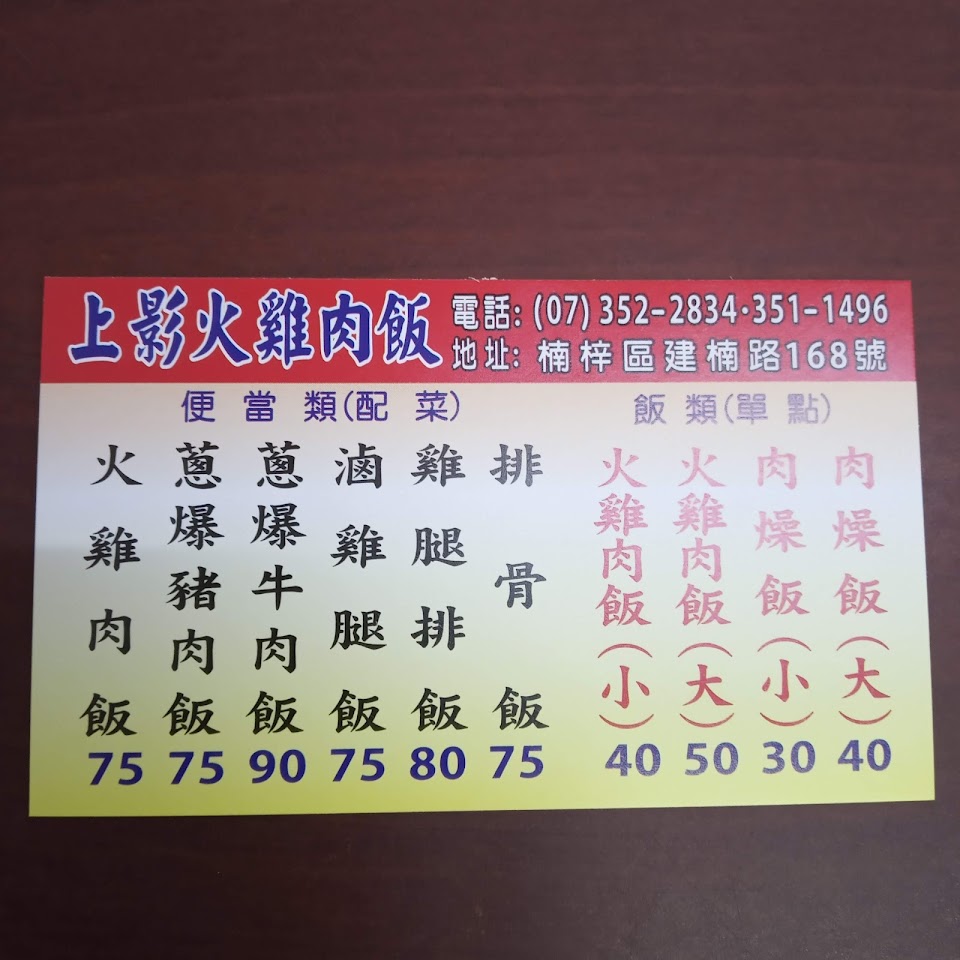 上影火雞肉飯
電話: (07) 352-2834·351-1496
地址: 楠梓區建楠路168號
便當類(配菜)
火雞肉飯 75
蔥爆豬肉飯 75
蔥爆牛肉飯 90
滷雞腿飯 75
雞腿排飯 80
排骨飯 75
飯類(單點)
火雞肉飯(小) 40
火雞肉飯(大) 50
肉燥飯(小) 30
肉燥飯(大) 40